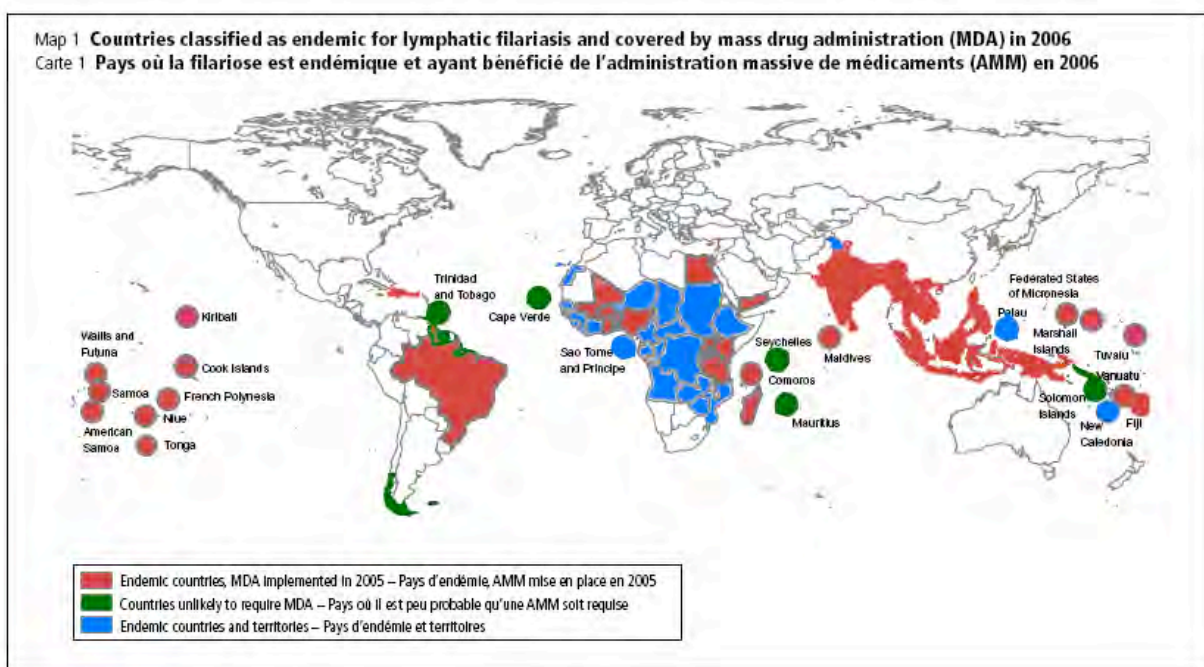 Map 1 Countries classified as endemic for lymphatic filariasis and covered by mass drug administration (MDA) in 2006
Carte 1 Pays où la filariose est endémique et ayant bénéficié de l'administration massive de médicaments (AMM) en 2006
Trinidad
and Tobago
Kiribati
Cape Verde
Wallis and
Futuna
Cook Islands
Samoa
French Polynesia
Niue
American
Samoa
Tonga
Sao Tome
and Principe
Seychelles
Comoros
Mauritius
Maldives
Federated States
of Micronesia
Palau
Marshall
Islands
Tuvalu
Vanuatu
Solomon
Islands
New
Caledonia
Fiji
Endemic countries, MDA implemented in 2005 – Pays d'endémie, AMM mise en place en 2005
Countries unlikely to require MDA – Pays où il est peu probable qu'une AMM soit requise
Endemic countries and territories – Pays d'endémie et territoires